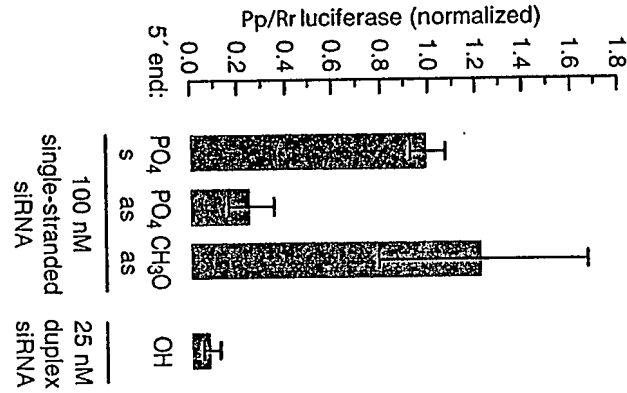 Pp/Rr luciferase (normalized)
0.0 0.2 0.4 0.6 0.8 1.0 1.2 1.4 1.6 1.8
5′ end: PO₄ PO₄ CH₃O OH
s as as
100 nM
single-stranded
siRNA
25 nM
duplex
siRNA